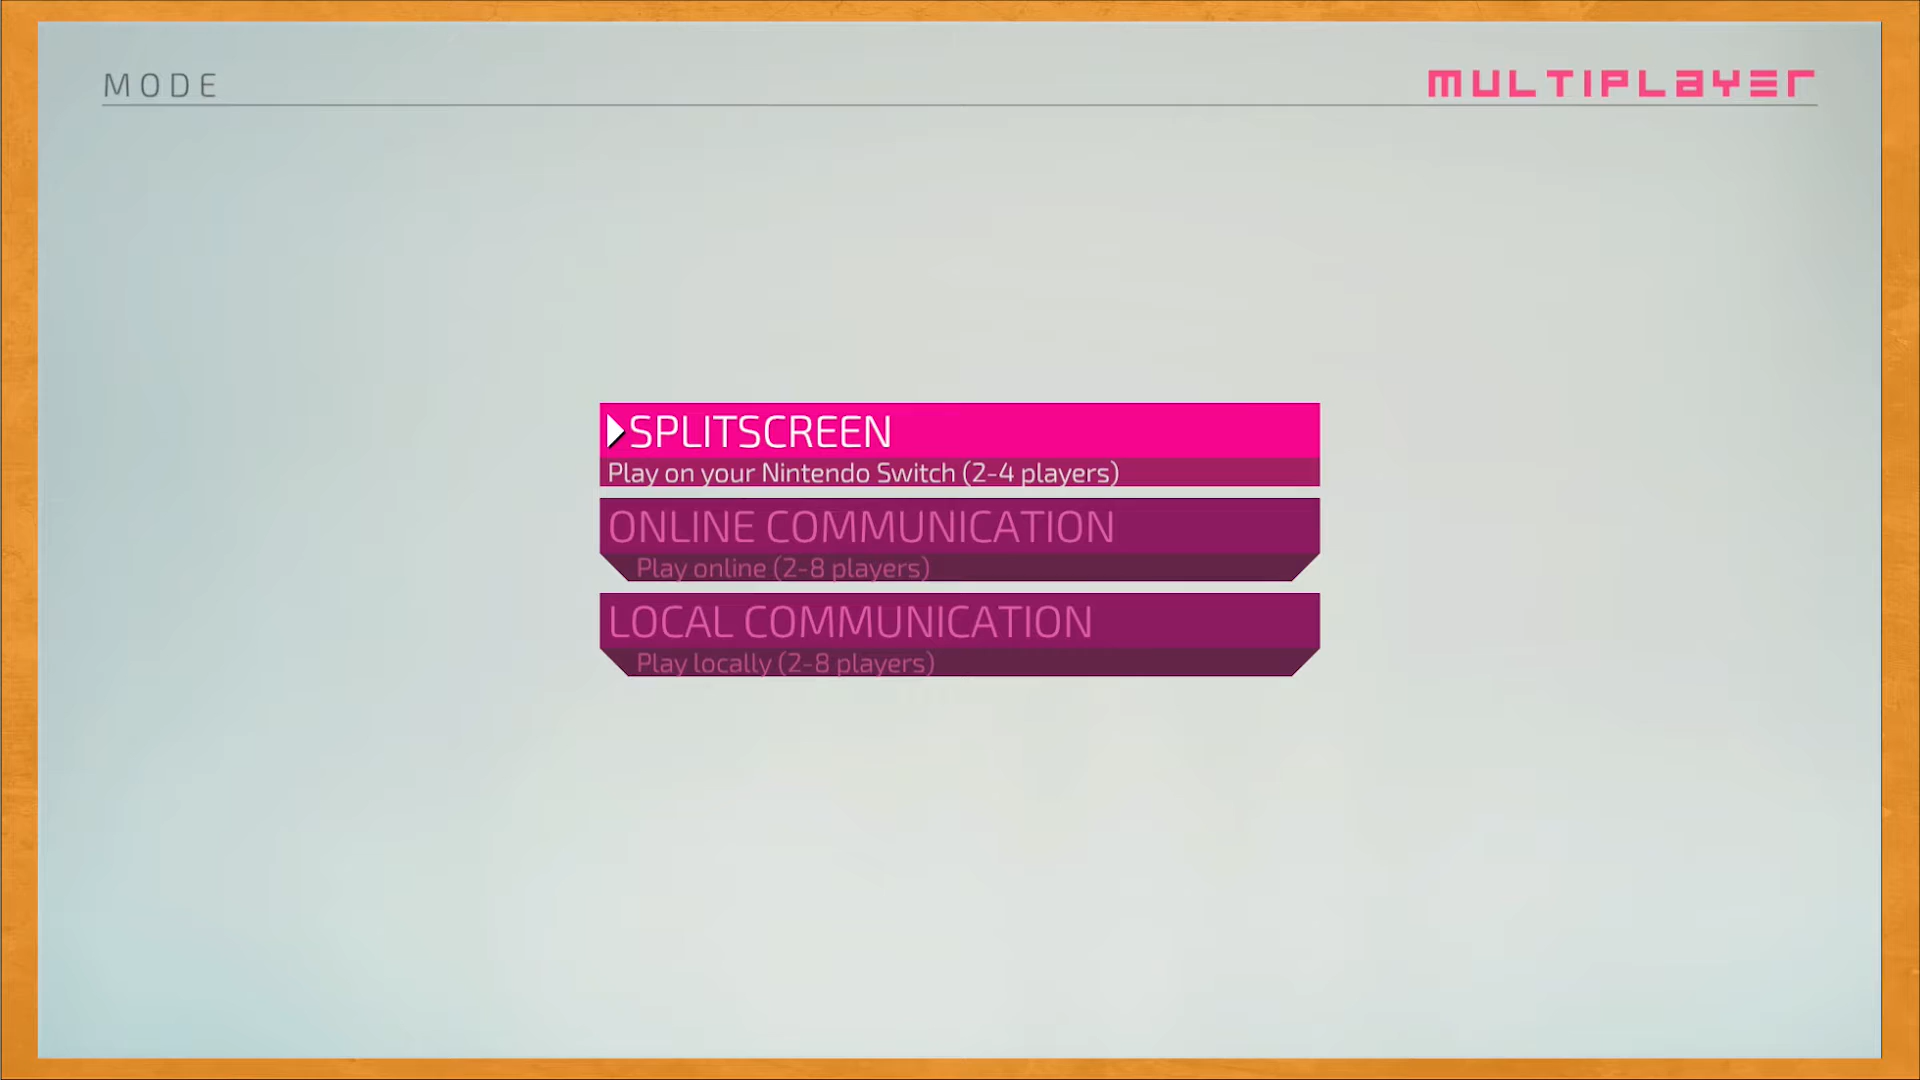 MODE
MULTIPLAYER
SPLITSCREEN
Play on your Nintendo Switch (2-4 players)
ONLINE COMMUNICATION
Play online (2-8 players)
LOCAL COMMUNICATION
Play locally (2-8 players)